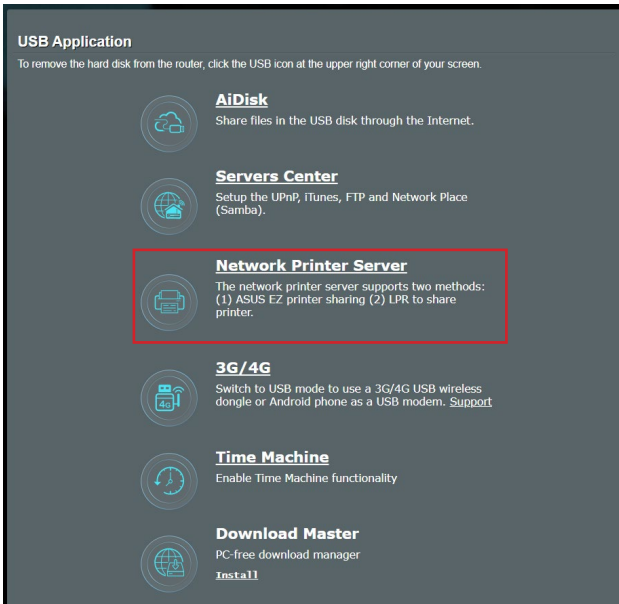 USB Application
To remove the hard disk from the router, click the USB icon at the upper right corner of your screen.
AiDisk
Share files in the USB disk through the Internet.
Servers Center
Setup the UPnP, iTunes, FTP and Network Place
(Samba).
Network Printer Server
The network printer server supports two methods:
(1) ASUS EZ printer sharing (2) LPR to share
printer.
3G/4G
4G
Switch to USB mode to use a 3G/4G USB wireless
dongle or Android phone as a USB modem. Support
Time Machine
Enable Time Machine functionality
Download Master
PC-free download manager
Install